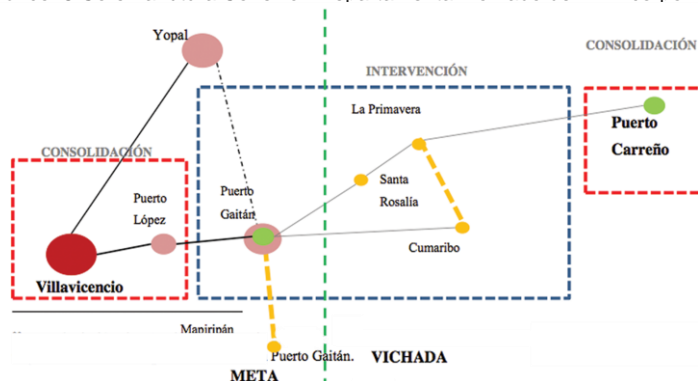 Yopal
CONSOLIDACIÓN
INTERVENCIÓN
La Primavera
Puerto
Carreño
CONSOLIDACIÓN
Puerto
López
Puerto
Gaitán
Santa
Rosalía
Cumaribo
Villavicencio
Mapiripán
Puerto Gaitán.
VICHADA
META